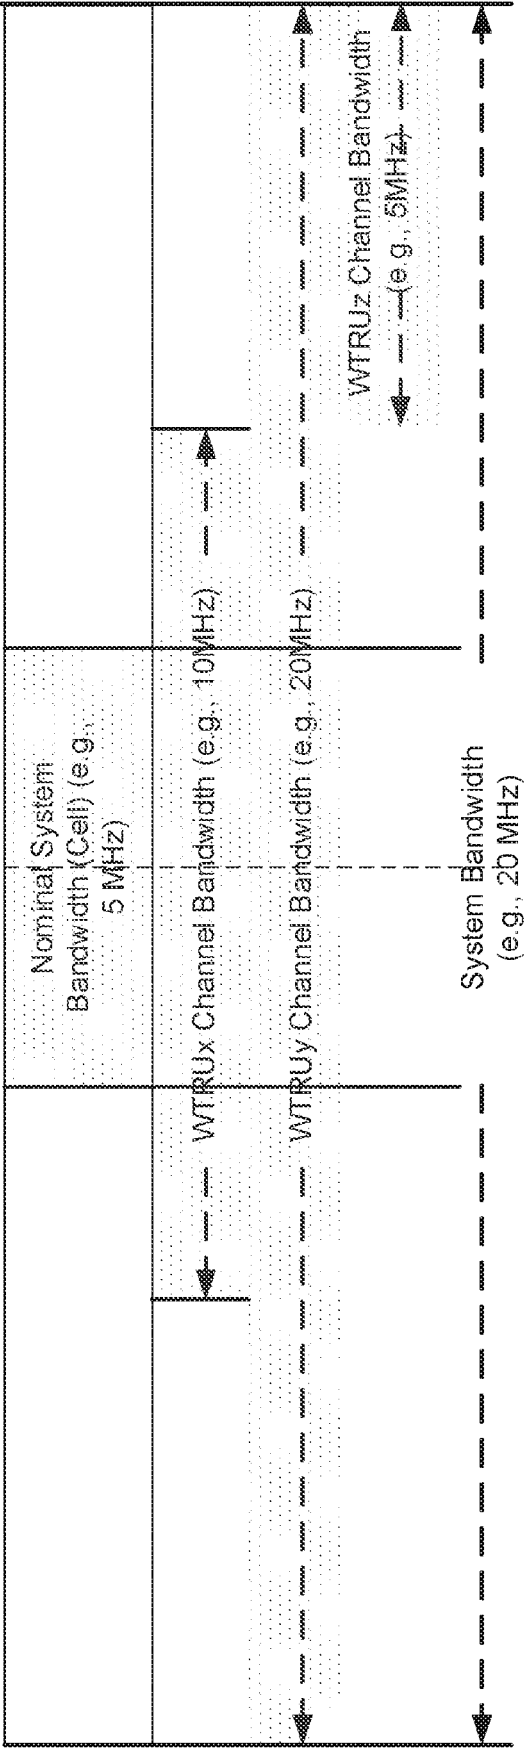 Nominal System
Bandwidth (Cell) (e.g.,
5 MHz)
WTRUx Channel Bandwidth (e.g., 10MHz)
WTRUy Channel Bandwidth (e.g., 20MHz)
WTRUz Channel Bandwidth
(e.g., 5MHz)
System Bandwidth
(e.g., 20 MHz)